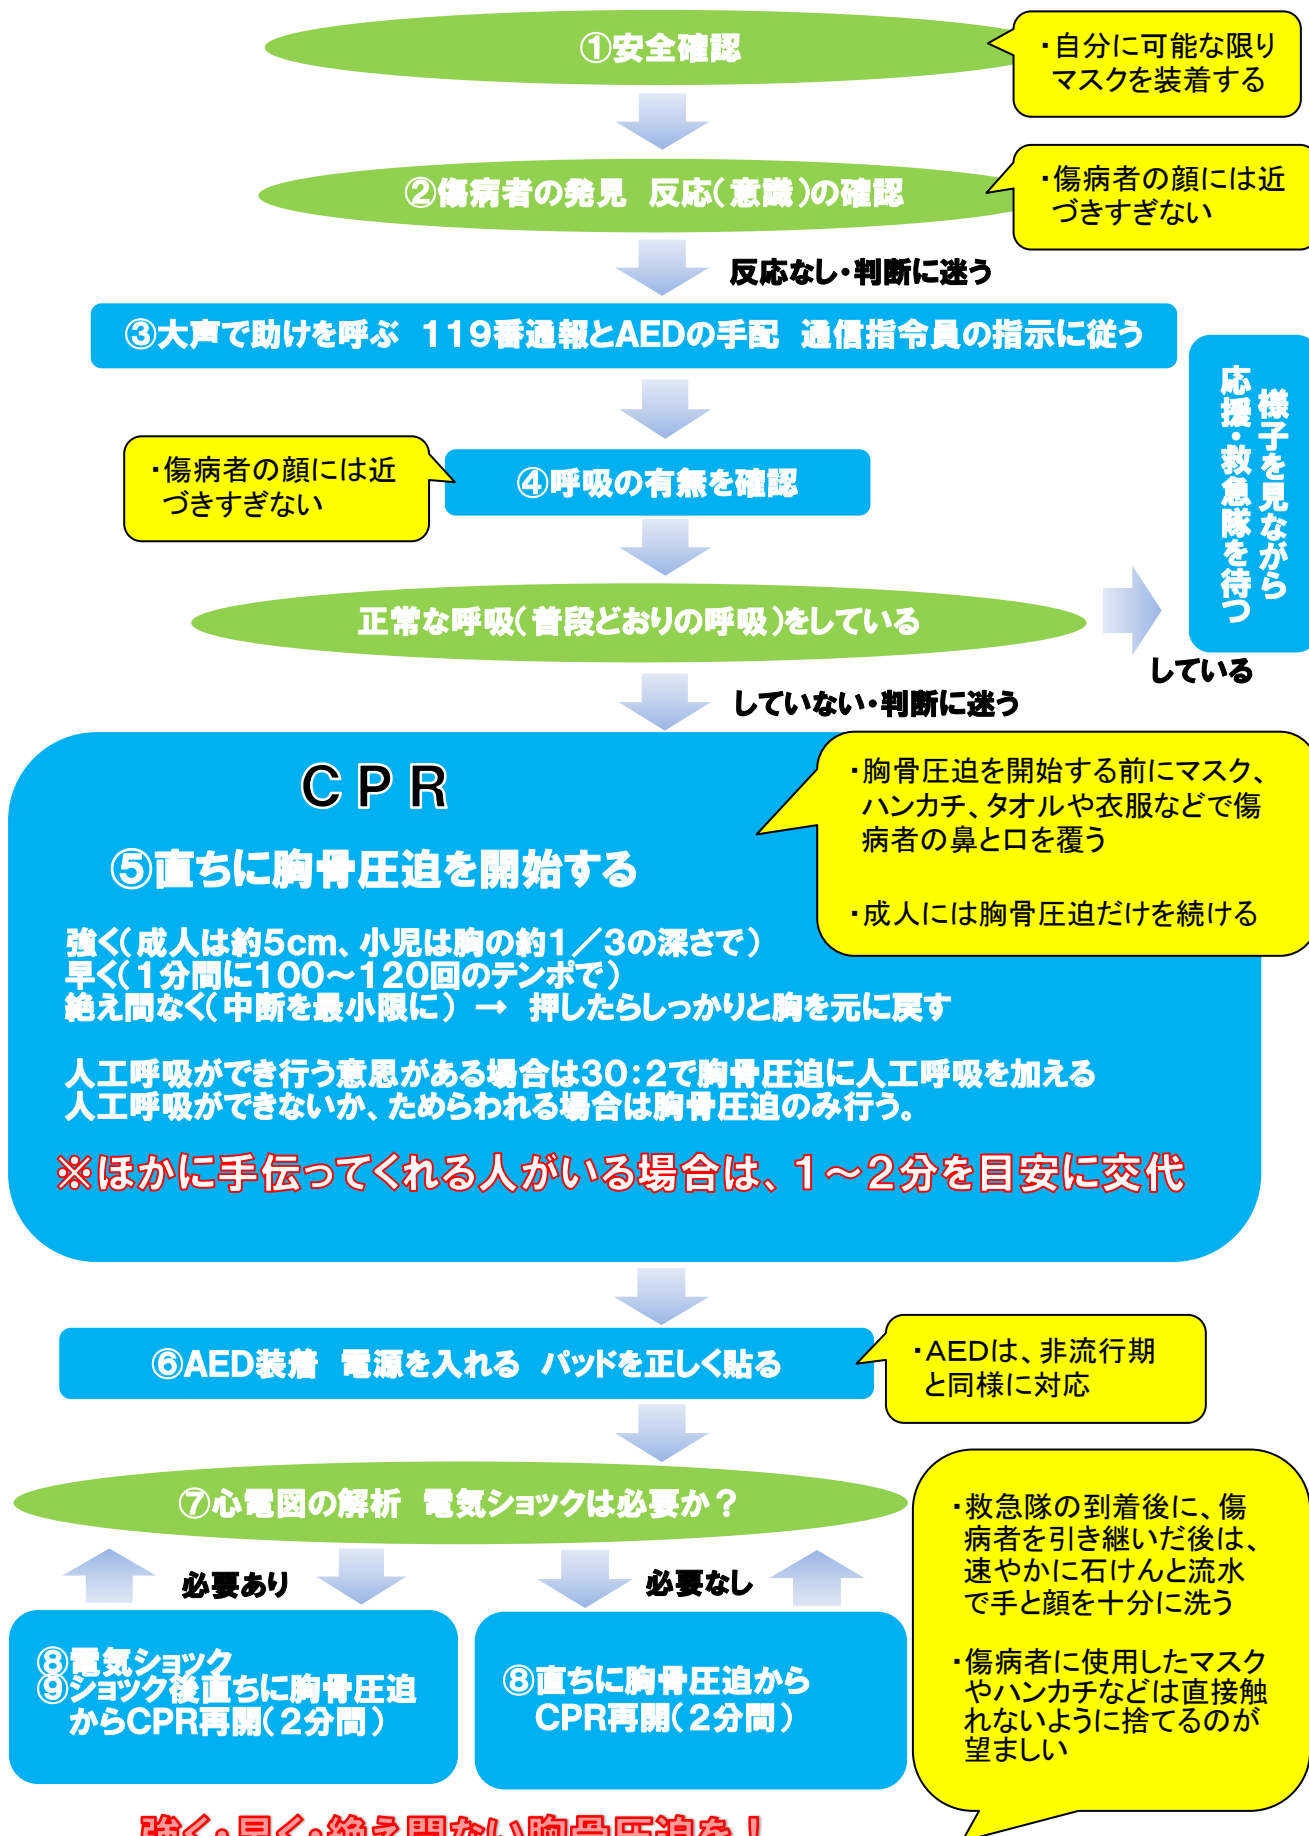 ①安全確認
・自分に可能な限り
マスクを装着する
②傷病者の発見　反応(意識)の確認
・傷病者の顔には近
づきすぎない
反応なし・判断に迷う
③大声で助けを呼ぶ　119番通報とAEDの手配　通信指令員の指示に従う
様子を見ながら
応援・救急隊を待つ
・傷病者の顔には近
づきすぎない
④呼吸の有無を確認
正常な呼吸(普段どおりの呼吸)をしている
している
していない・判断に迷う
CPR
・胸骨圧迫を開始する前にマスク、
ハンカチ、タオルや衣服などで傷
病者の鼻と口を覆う
・成人には胸骨圧迫だけを続ける
⑤直ちに胸骨圧迫を開始する
強く(成人は約5cm、小児は胸の約1／3の深さで)
早く(1分間に100～120回のテンポで)
絶え間なく(中断を最小限に)　→　押したらしっかりと胸を元に戻す
人工呼吸ができ行う意思がある場合は30：2で胸骨圧迫に人工呼吸を加える
人工呼吸ができないか、ためらわれる場合は胸骨圧迫のみ行う。
※ほかに手伝ってくれる人がいる場合は、1～2分を目安に交代
⑥AED装着　電源を入れる　パッドを正しく貼る
・AEDは、非流行期
と同様に対応
⑦心電図の解析　電気ショックは必要か？
必要あり
必要なし
⑧電気ショック
⑨ショック後直ちに胸骨圧迫
からCPR再開(2分間)
⑧直ちに胸骨圧迫から
CPR再開(2分間)
・救急隊の到着後に、傷
病者を引き継いだ後は、
速やかに石けんと流水
で手と顔を十分に洗う
・傷病者に使用したマスク
やハンカチなどは直接触
れないように捨てるのが
望ましい
強く・早く・絶え間ない胸骨圧迫を！